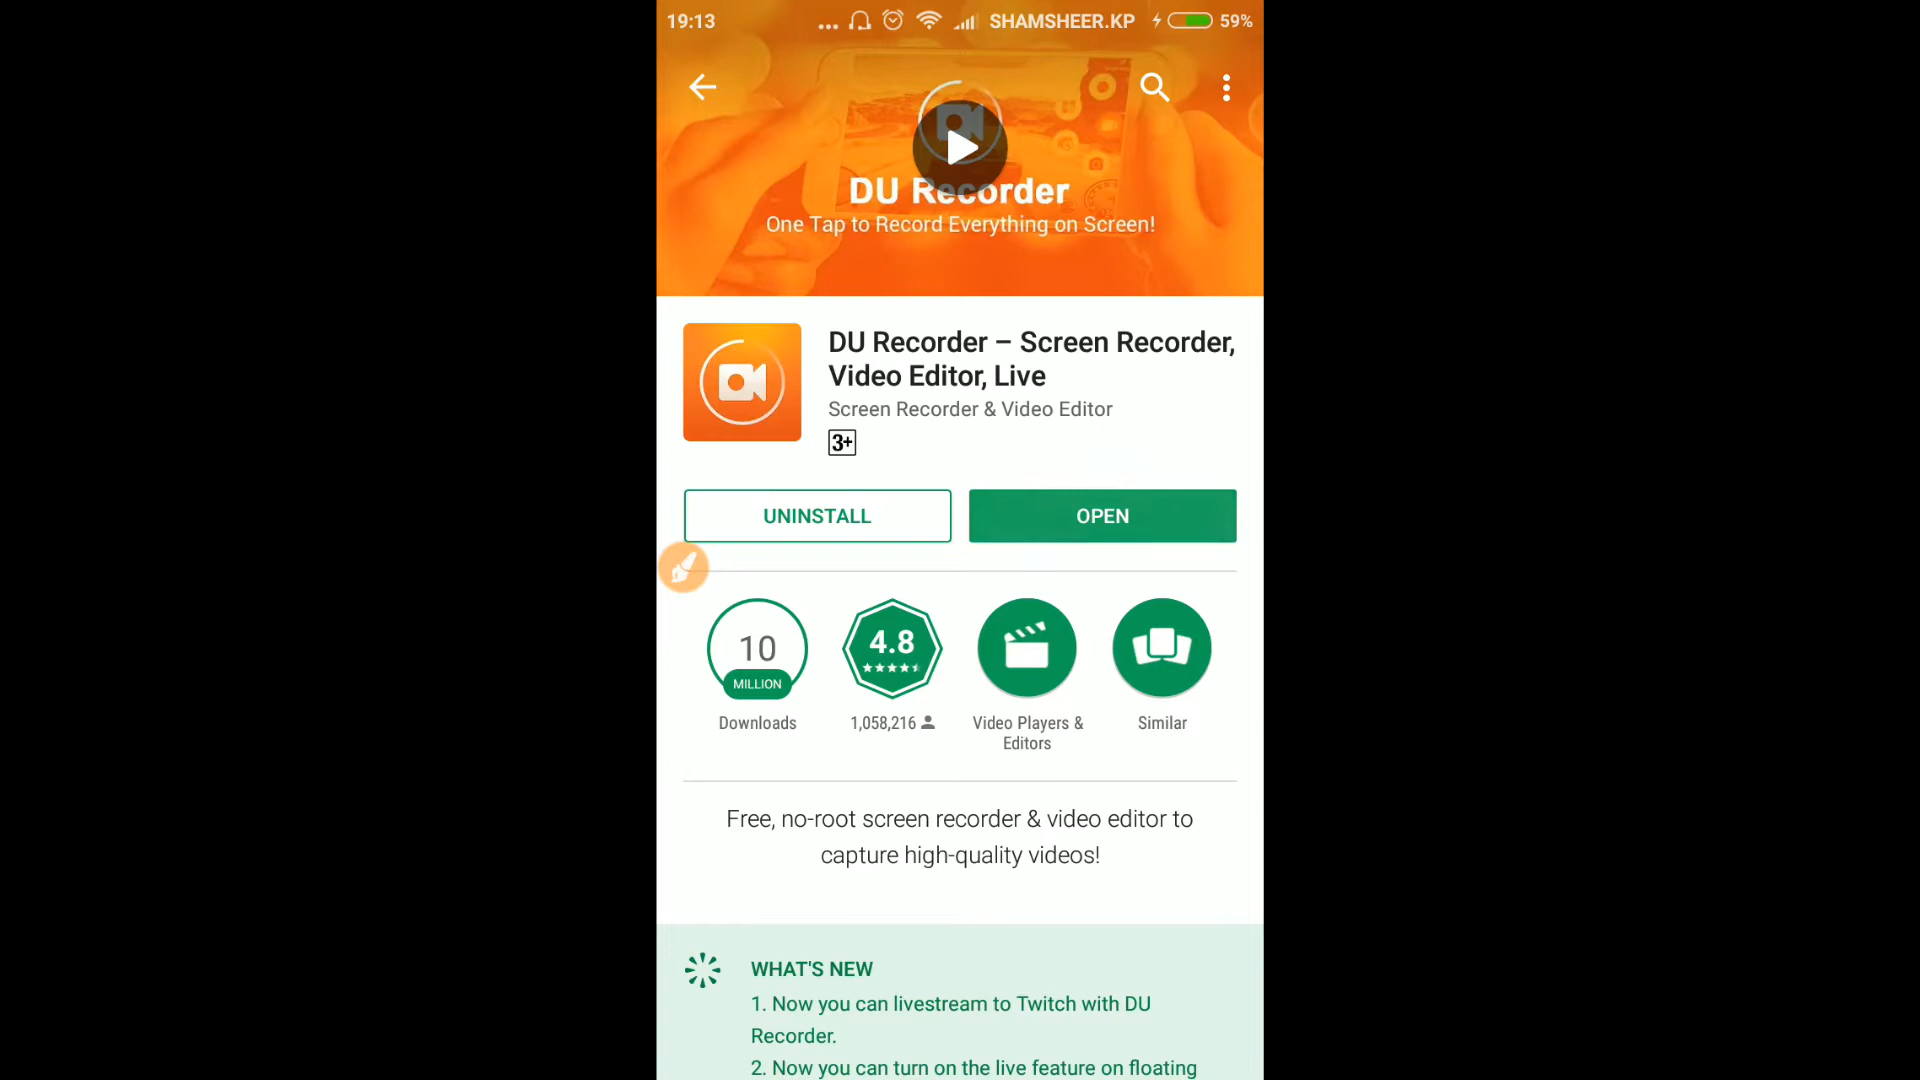 19:13
SHAMSHEER.KP
59%
DU Recorder
One Tap to Record Everything on Screen!
DU Recorder – Screen Recorder,
Video Editor, Live
Screen Recorder & Video Editor
3+
UNINSTALL
OPEN
10
MILLION
Downloads
4.8
1,058,216
Video Players &
Editors
Similar
Free, no-root screen recorder & video editor to
capture high-quality videos!
WHAT'S NEW
1. Now you can livestream to Twitch with DU
Recorder.
2. Now you can turn on the live feature on floating